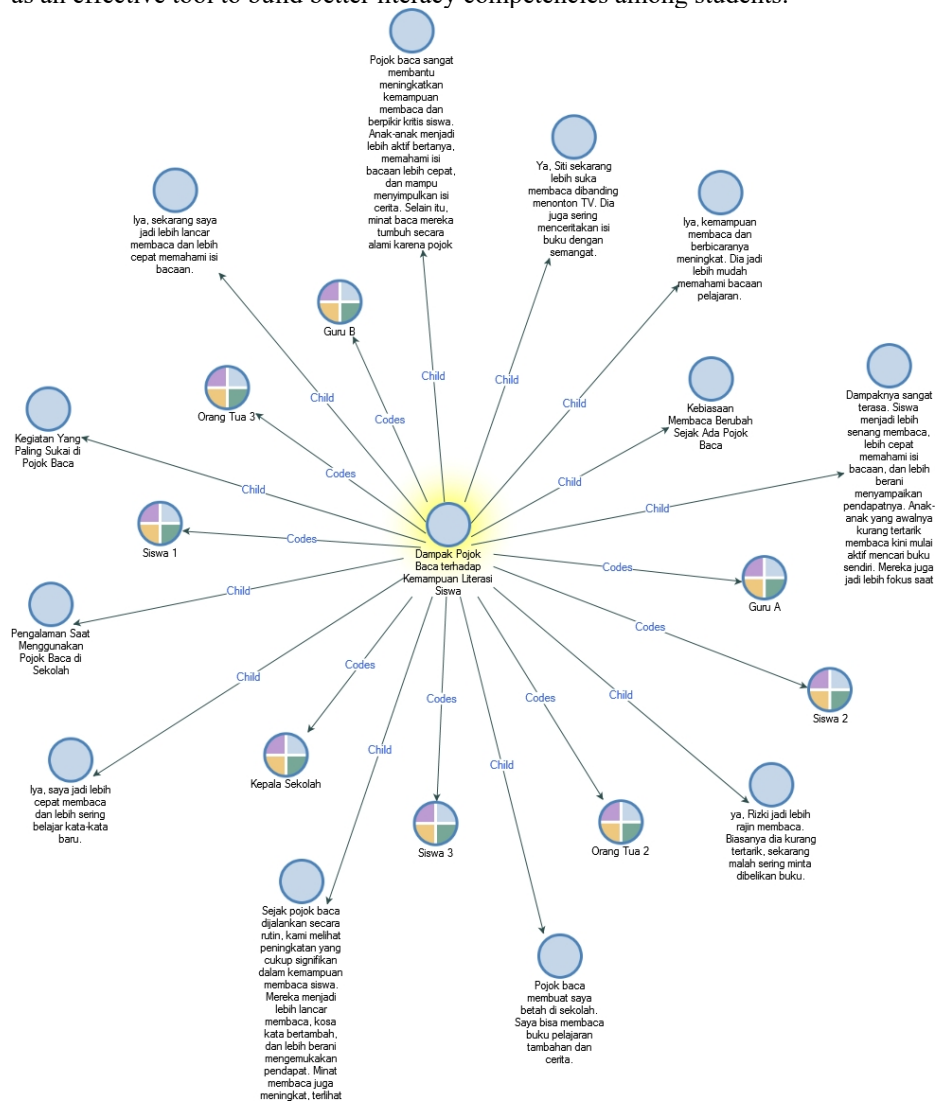 as an effective tool to build better literacy competencies among students.
Pojok baca sangat
membantu
meningkatkan
kemampuan
membaca dan
berpikir kritis siswa.
Anak-anak menjadi
lebih aktif bertanya,
memahami isi
bacaan lebih cepat,
dan mampu
menyimpulkan isi
cerita. Selain itu,
minat baca mereka
tumbuh secara
alami karena pojok
Ya, Siti sekarang
lebih suka
membaca dibanding
menonton TV. Dia
juga sering
menceritakan isi
buku dengan
semangat.
Iya, sekarang saya
jadi lebih lancar
membaca dan lebih
cepat memahami isi
bacaan.
Iya, kemampuan
membaca dan
berbicaranya
meningkat. Dia jadi
lebih mudah
memahami bacaan
pelajaran.
Guru B
Child
Child
Child
Child
Codes
Orang Tua 3
Kebiasaan
Membaca Berubah
Sejak Ada Pojok
Baca
Dampaknya sangat
terasa. Siswa
menjadi lebih
senang membaca,
lebih cepat
memahami isi
bacaan, dan lebih
berani
menyampaikan
pendapatnya. Anak-
anak yang awalnya
kurang tertarik
membaca kini mulai
aktif mencari buku
sendiri. Mereka juga
jadi lebih fokus saat
Kegiatan Yang
Paling Sukai di
Pojok Baca
Codes
Child
Child
Child
Siswa 1
Codes
Dampak Pojok
Baca terhadap
Kemampuan Literasi
Siswa
Codes
Guru A
Child
Pengalaman Saat
Menggunakan
Pojok Baca di
Sekolah
Codes
Child
Codes
Siswa 2
Codes
Codes
Child
Child
Child
Iya, saya jadi lebih
cepat membaca
dan lebih sering
belajar kata-kata
baru.
Kepala Sekolah
Siswa 3
Orang Tua 2
ya, Rizki jadi lebih
rajin membaca.
Biasanya dia kurang
tertarik, sekarang
malah sering minta
dibelikan buku.
Sejak pojok baca
dijalankan secara
rutin, kami melihat
peningkatan yang
cukup signifikan
dalam kemampuan
membaca siswa.
Mereka menjadi
lebih lancar
membaca, kosa
kata bertambah,
dan lebih berani
mengemukakan
pendapat. Minat
membaca juga
meningkat, terlihat
Pojok baca
membuat saya
betah di sekolah.
Saya bisa membaca
buku pelajaran
tambahan dan
cerita.